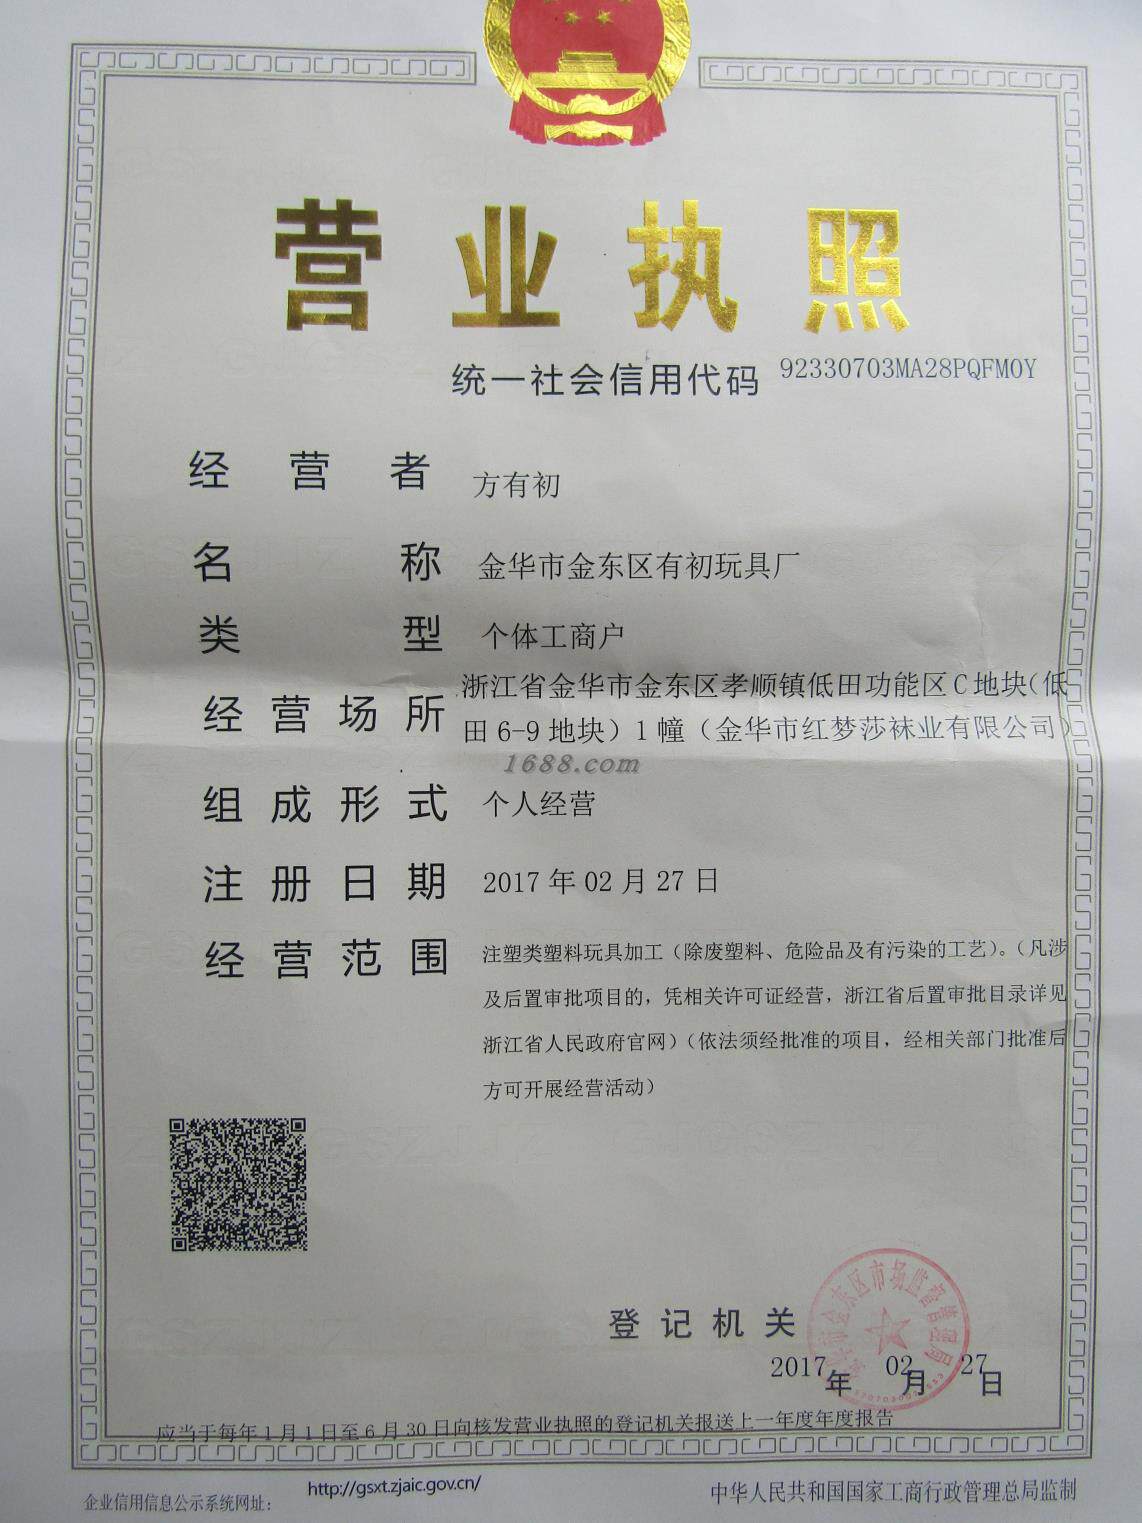 营业执照
统一社会信用代码 92330703MA28PQFM0Y
经营者 方有初
名称 金华市金东区有初玩具厂
类型 个体工商户
经营场所 浙江省金华市金东区孝顺镇低田功能区C地块(低
田6-9地块)1幢(金华市红梦莎袜业有限公司)
1688.com
组成形式 个人经营
注册日期 2017年02月27日
经营范围 注塑类塑料玩具加工(除废塑料、危险品及有污染的工艺)。(凡涉
及后置审批项目的,凭相关许可证经营,浙江省后置审批目录详见
浙江省人民政府官网)(依法须经批准的项目,经相关部门批准后
方可开展经营活动)
金华市金东区市场监督管理局
登记机关
2017年02月27日
应当于每年1月1日至6月30日向核发营业执照的登记机关报送上一年度年度报告
企业信用信息公示系统网址: http://gsxt.zjaic.gov.cn/
中华人民共和国国家工商行政管理总局监制